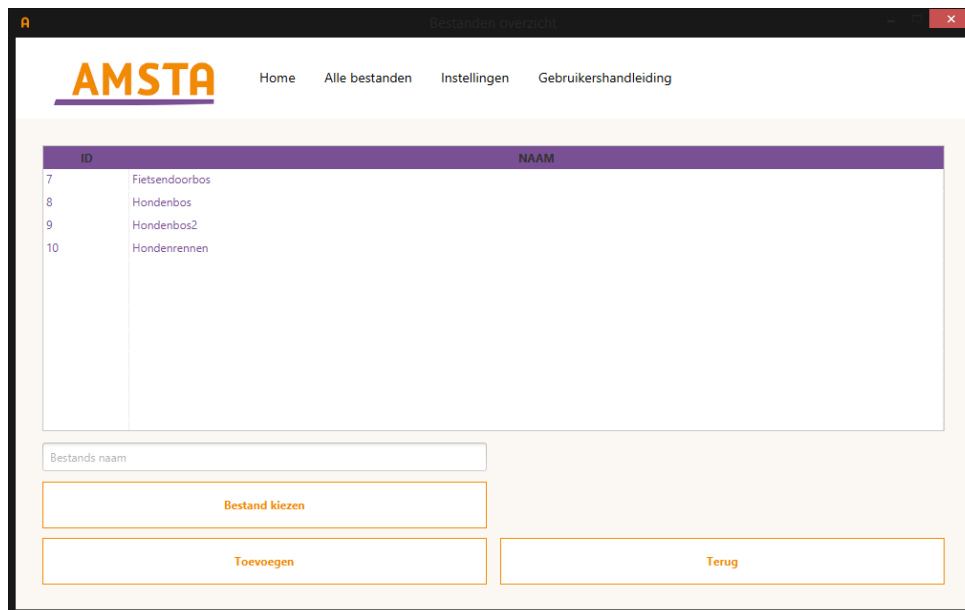 A Bestanden overzicht
AMSTA Home Alle bestanden Instellingen Gebruikershandleiding
ID NAAM
7 Fietsendoorbos
8 Hondenbos
9 Hondenbos2
10 Hondenrennen
Bestands naam
Bestand kiezen
Toevoegen Terug